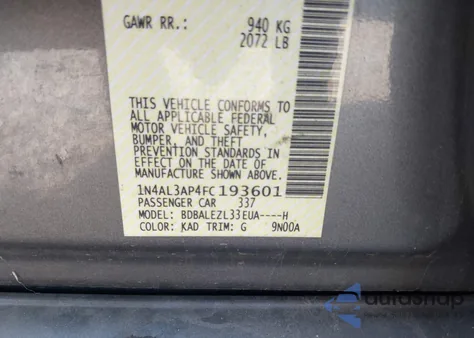 GAWR RR.: 940 KG
2072 LB
THIS VEHICLE CONFORMS TO
ALL APPLICABLE FEDERAL
MOTOR VEHICLE SAFETY,
BUMPER, AND THEFT
PREVENTION STANDARDS IN
EFFECT ON THE DATE OF
MANUFACTURE SHOWN ABOVE.
1N4AL3AP4FC193601
PASSENGER CAR 337
MODEL: BDBALEZL33EUA----H
COLOR: KAD TRIM: G 9N00A
autosnap